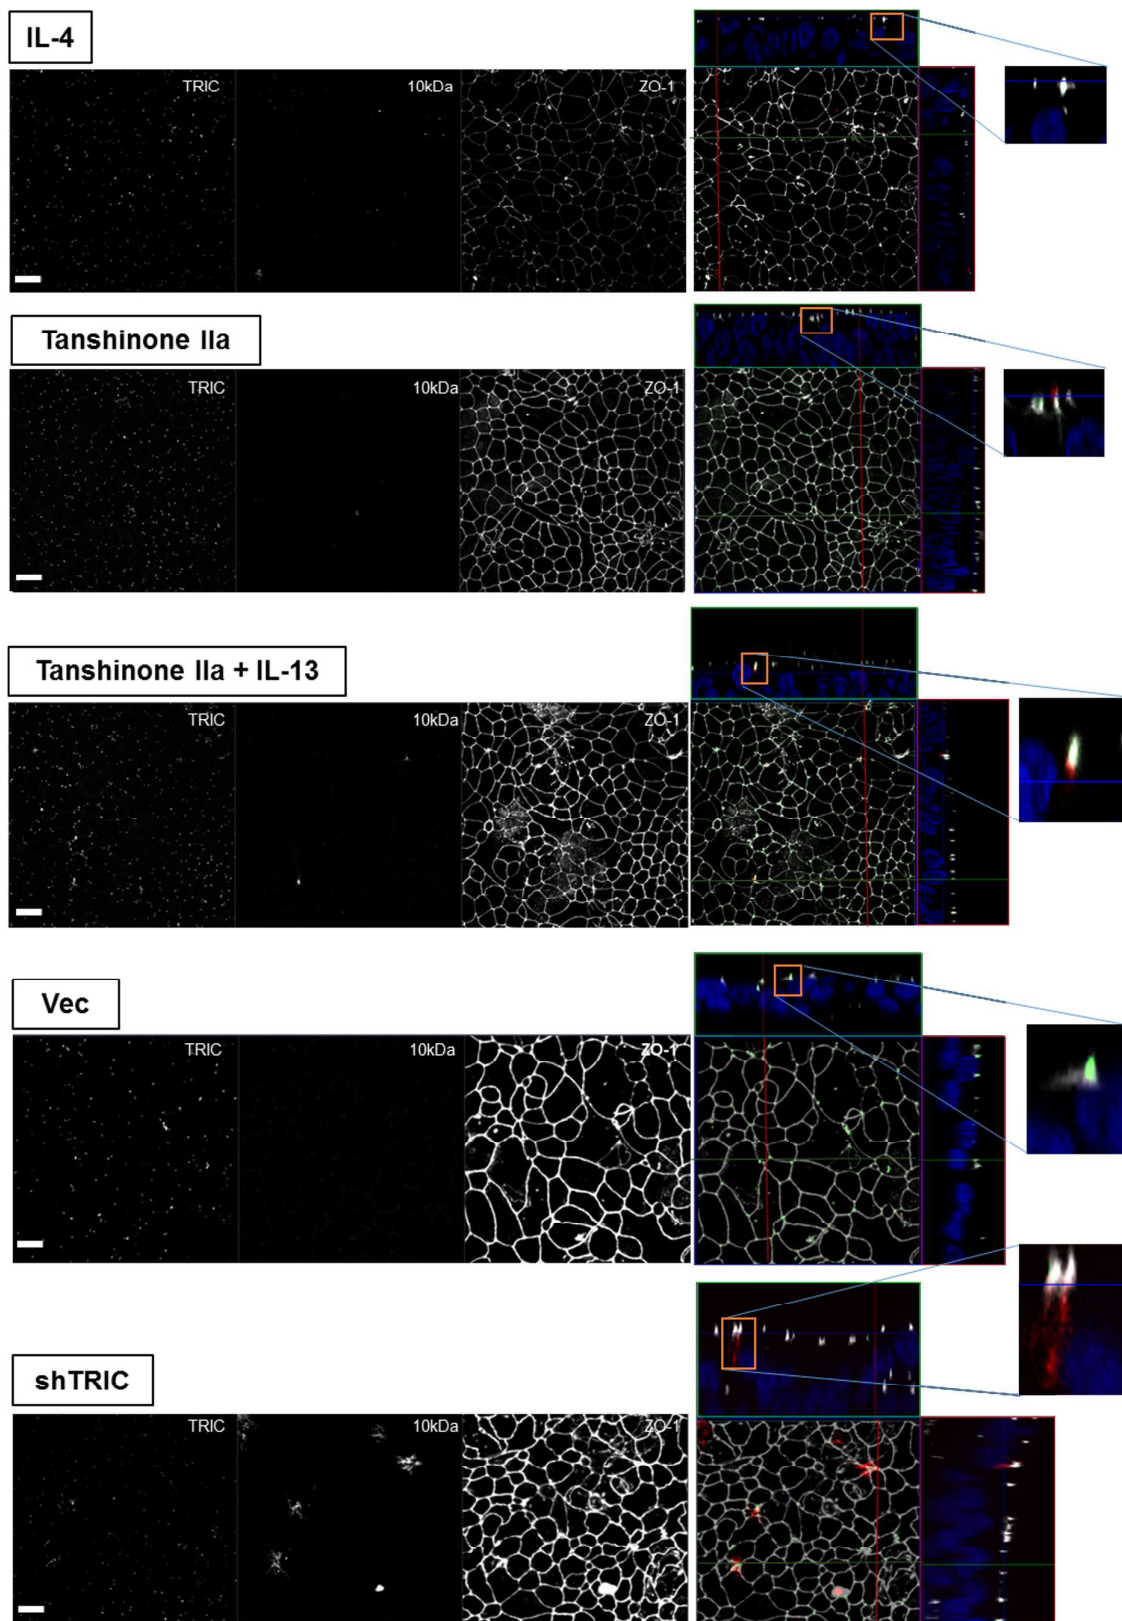 IL-4
TRIC 10kDa ZO-1
Tanshinone IIa
TRIC 10kDa ZO-1
Tanshinone IIa + IL-13
TRIC 10kDa ZO-1
Vec
TRIC 10kDa ZO-1
shTRIC
TRIC 10kDa ZO-1